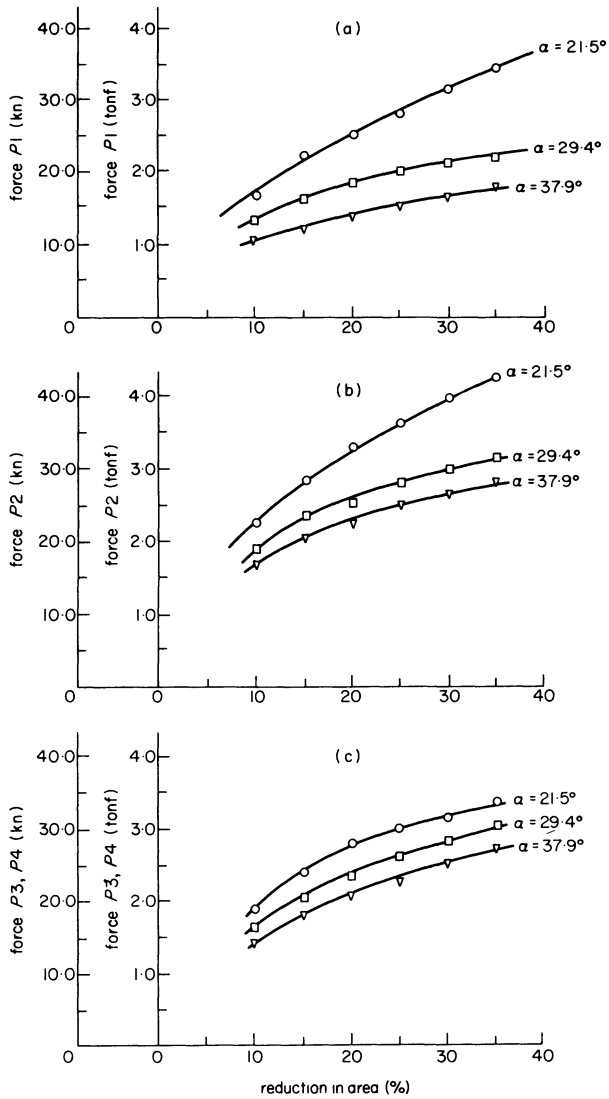 (a)
40·0
30·0
20·0
10·0
0
force P1 (kn)
4·0
3·0
2·0
1·0
0
force P1 (tonf)
10
20
30
40
α = 21·5°
α = 29·4°
α = 37·9°
(b)
40·0
30·0
20·0
10·0
0
force P2 (kn)
4·0
3·0
2·0
1·0
0
force P2 (tonf)
10
20
30
40
α = 21·5°
α = 29·4°
α = 37·9°
(c)
40·0
30·0
20·0
10·0
0
force P3, P4 (kn)
4·0
3·0
2·0
1·0
0
force P3, P4 (tonf)
10
20
30
40
α = 21·5°
α = 29·4°
α = 37·9°
reduction in area (%)